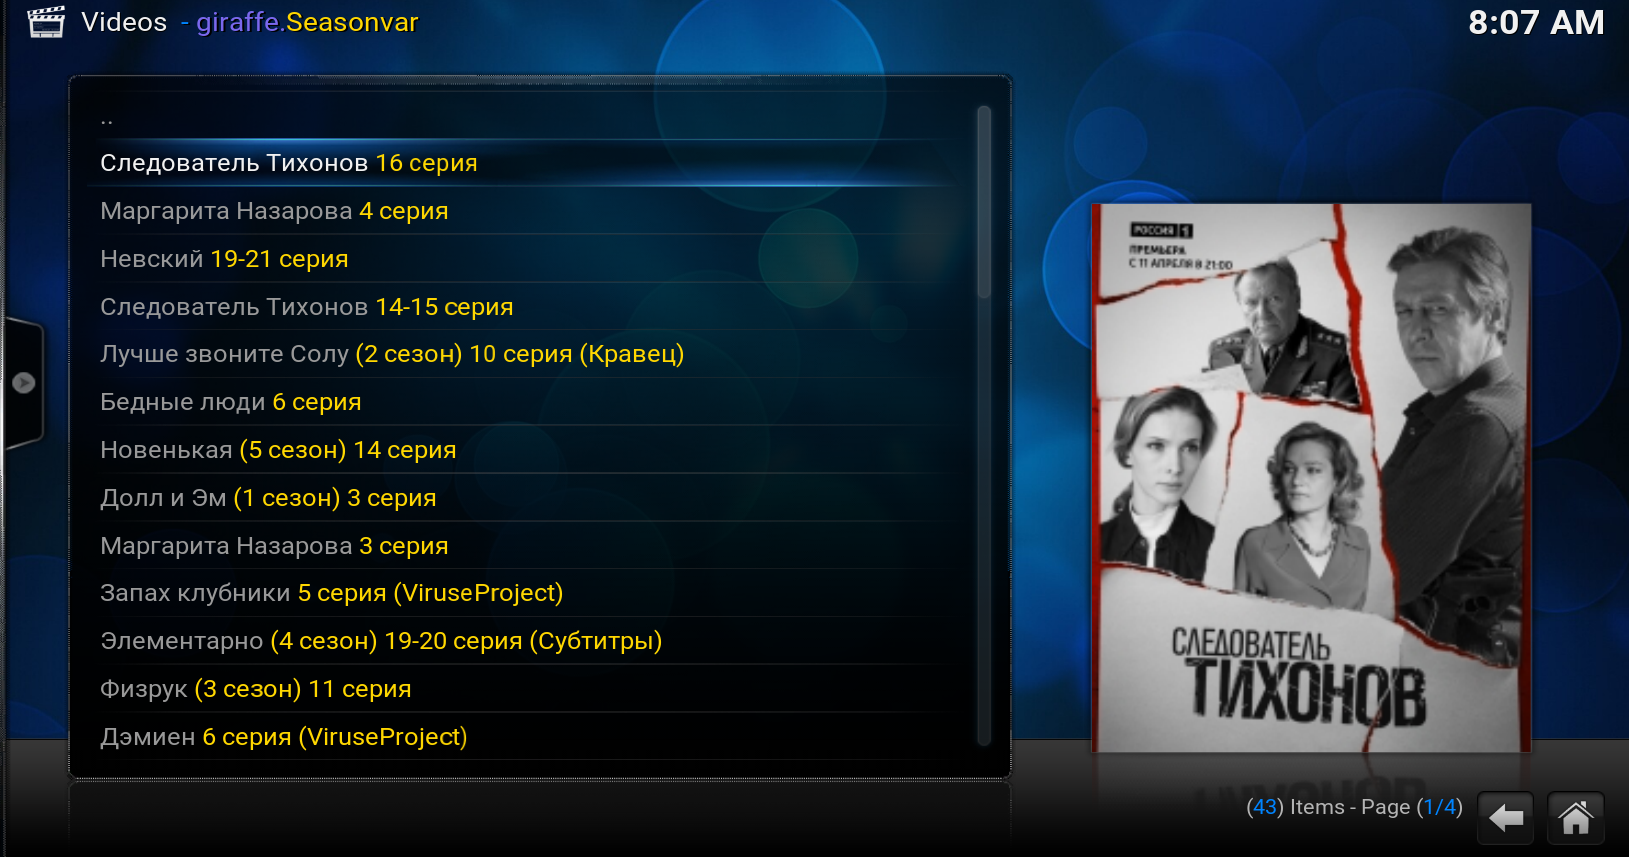 Videos - giraffe.Seasonvar
8:07 AM
..
Следователь Тихонов 16 серия
Маргарита Назарова 4 серия
Невский 19-21 серия
Следователь Тихонов 14-15 серия
Лучше звоните Солу (2 сезон) 10 серия (Кравец)
Бедные люди 6 серия
Новенькая (5 сезон) 14 серия
Долл и Эм (1 сезон) 3 серия
Маргарита Назарова 3 серия
Запах клубники 5 серия (ViruseProject)
Элементарно (4 сезон) 19-20 серия (Субтитры)
Физрук (3 сезон) 11 серия
Дэмиен 6 серия (ViruseProject)
РОССИЯ 1
ПРЕМЬЕРА
С 11 АПРЕЛЯ В 21:00
СЛЕДОВАТЕЛЬ
ТИХОНОВ
(43) Items - Page (1/4)